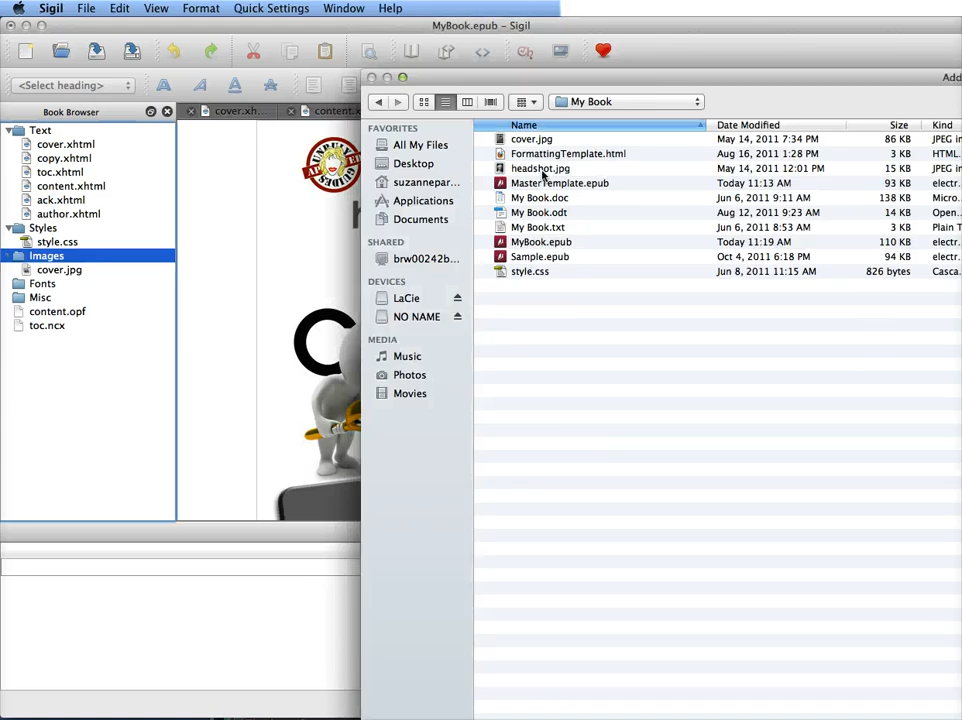 Sigil File Edit View Format Quick Settings Window Help
MyBook.epub - Sigil
<Select heading>
Add
Book Browser
cover.xh...
content.x
My Book
Text
cover.xhtml
copy.xhtml
toc.xhtml
content.xhtml
ack.xhtml
author.xhtml
Styles
style.css
Images
cover.jpg
Fonts
Misc
content.opf
toc.ncx
UNRULY
GUIDES
h
C
FAVORITES
All My Files
Desktop
suzannepar...
Applications
Documents
SHARED
brw00242b...
DEVICES
LaCie
NO NAME
MEDIA
Music
Photos
Movies
Name Date Modified Size Kind
cover.jpg May 14, 2011 7:34 PM 86 KB JPEG in
FormattingTemplate.html Aug 16, 2011 1:28 PM 3 KB HTML.
headshot.jpg May 14, 2011 12:01 PM 15 KB JPEG in
MasterTemplate.epub Today 11:13 AM 93 KB electr.
My Book.doc Jun 6, 2011 9:11 AM 138 KB Micro.
My Book.odt Aug 12, 2011 9:23 AM 14 KB Open.
My Book.txt Jun 6, 2011 8:53 AM 3 KB Plain T
MyBook.epub Today 11:19 AM 110 KB electr.
Sample.epub Oct 4, 2011 6:18 PM 94 KB electr.
style.css Jun 8, 2011 11:15 AM 826 bytes Casca.